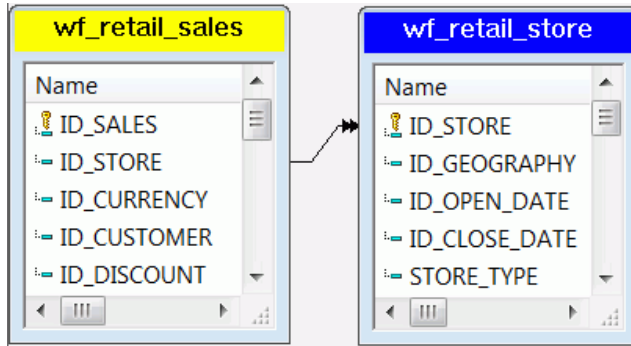 wf_retail_sales
Name
ID_SALES
ID_STORE
ID_CURRENCY
ID_CUSTOMER
ID_DISCOUNT
wf_retail_store
Name
ID_STORE
ID_GEOGRAPHY
ID_OPEN_DATE
ID_CLOSE_DATE
STORE_TYPE